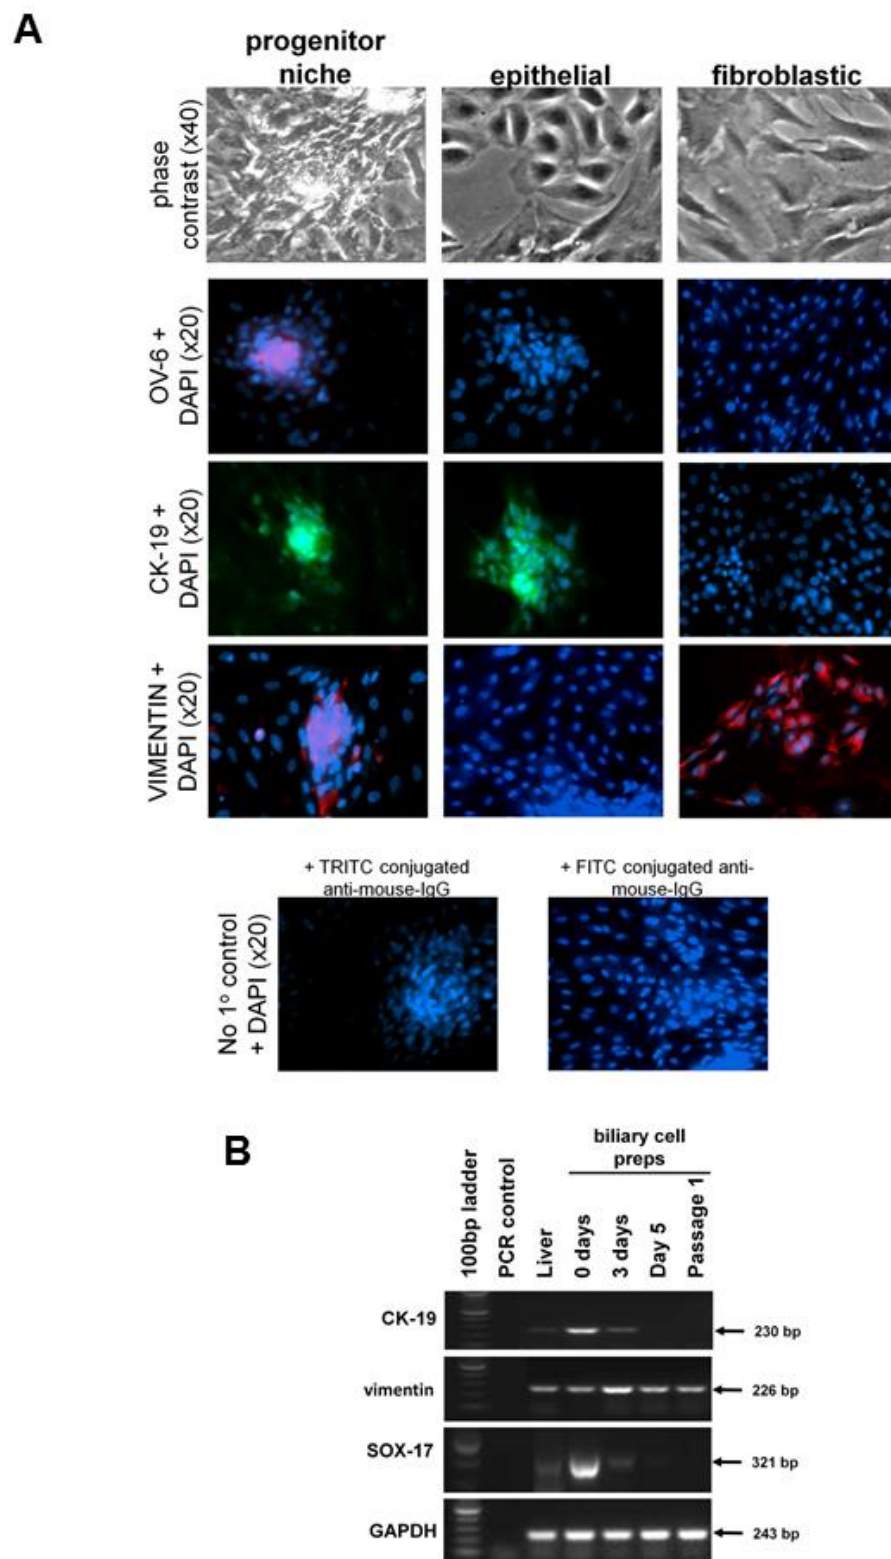 A
progenitor
niche
epithelial
fibroblastic
phase
contrast (x40)
OV-6 +
DAPI (x20)
CK-19 +
DAPI (x20)
VIMENTIN +
DAPI (x20)
+ TRITC conjugated
anti-mouse-IgG
+ FITC conjugated anti-
mouse-IgG
No 1° control
+ DAPI (x20)
B
biliary cell
preps
100bp ladder
PCR control
Liver
0 days
3 days
Day 5
Passage 1
CK-19
230 bp
vimentin
226 bp
SOX-17
321 bp
GAPDH
243 bp